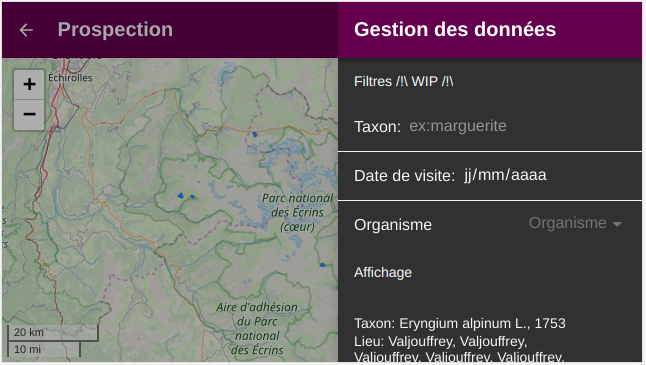 Prospection
Gestion des données
Échirolles
+
−
Parc national
des Écrins
(cœur)
Aire d'adhésion
du Parc
national
des Écrins
20 km
10 mi
Filtres /!\ WIP /!\
Taxon: ex:marguerite
Date de visite: jj/mm/aaaa
Organisme Organisme
Affichage
Taxon: Eryngium alpinum L., 1753
Lieu: Valjouffrey, Valjouffrey,
Valjouffrey, Valjouffrey, Valjouffrey,